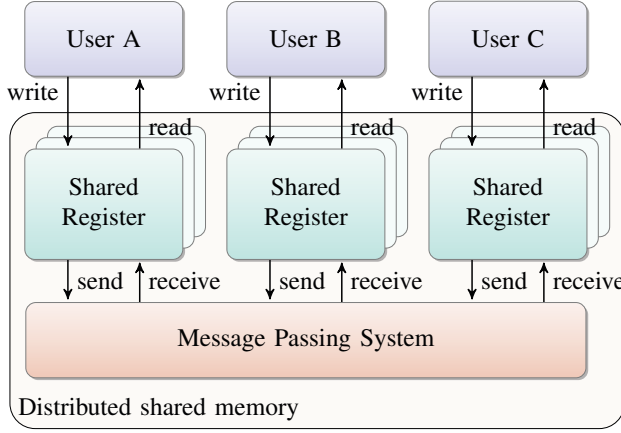 User A
User B
User C
write
write
write
read
read
read
Shared
Register
Shared
Register
Shared
Register
send
receive
send
receive
send
receive
Message Passing System
Distributed shared memory